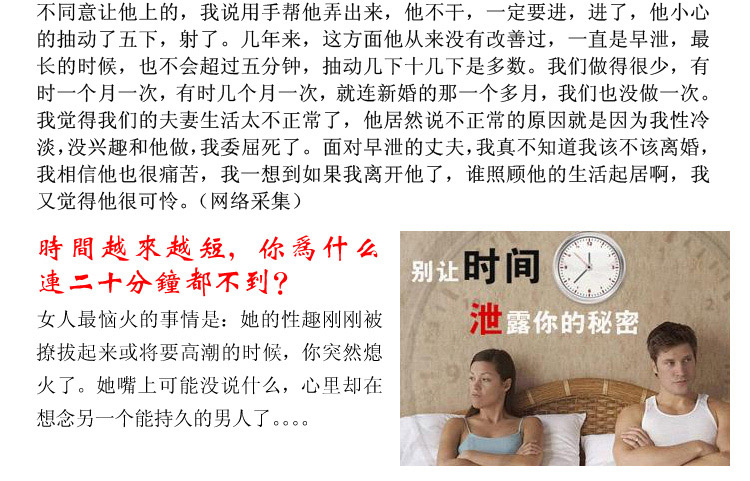 不同意让他上的，我说用手帮他弄出来，他不干，一定要进，进了，他小心
的抽动了五下，射了。几年来，这方面他从来没有改善过，一直是早泄，最
长的时候，也不会超过五分钟，抽动几下十几下是多数。我们做得很少，有
时一个月一次，有时几个月一次，就连新婚的那一个多月，我们也没做一次。
我觉得我们的夫妻生活太不正常了，他居然说不正常的原因就是因为我性冷
淡，没兴趣和他做，我委屈死了。面对早泄的丈夫，我真不知道我该不该离婚，
我相信他也很痛苦，我一想到如果我离开他了，谁照顾他的生活起居啊，我
又觉得他很可怜。（网络采集）
時間越來越短，你爲什么
連二十分鐘都不到？
女人最恼火的事情是：她的性趣刚刚被
撩拔起来或将要高潮的时候，你突然熄
火了。她嘴上可能没说什么，心里却在
想念另一个能持久的男人了。。。。
别让时间
泄露你的秘密